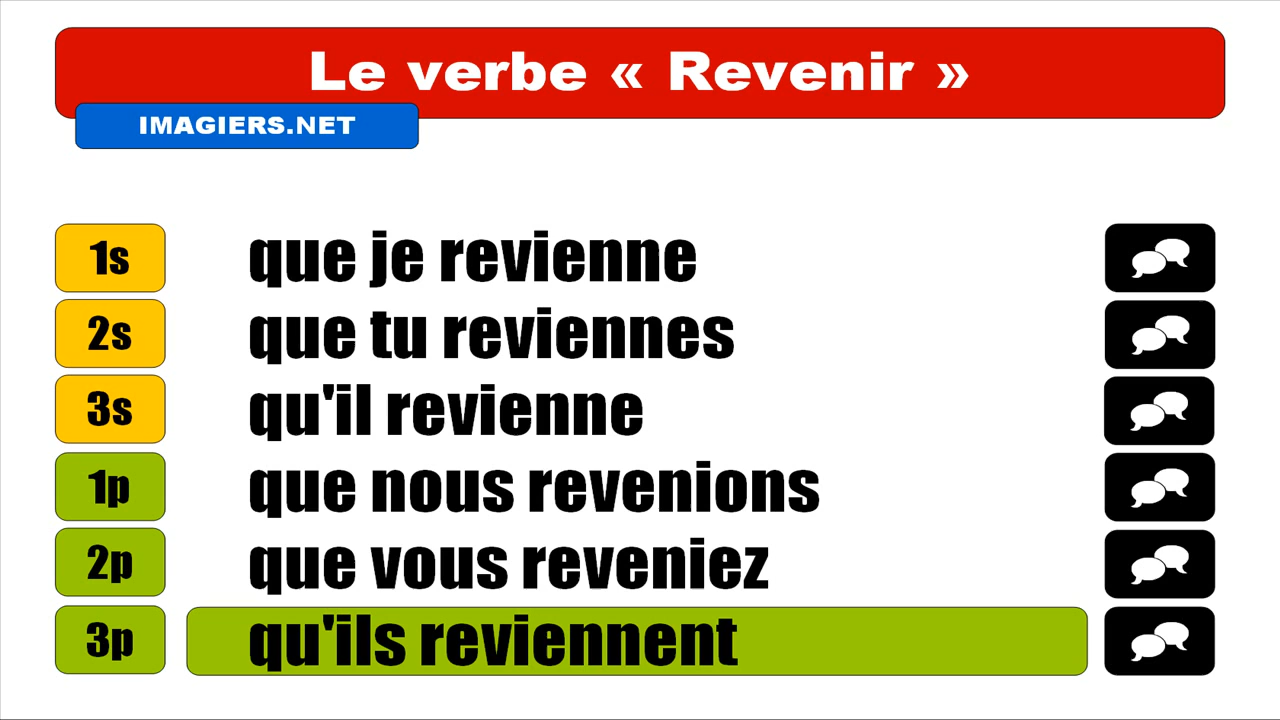 Le verbe « Revenir »
IMAGIERS.NET
1s que je revienne
2s que tu reviennes
3s qu'il revienne
1p que nous revenions
2p que vous reveniez
3p qu'ils reviennent